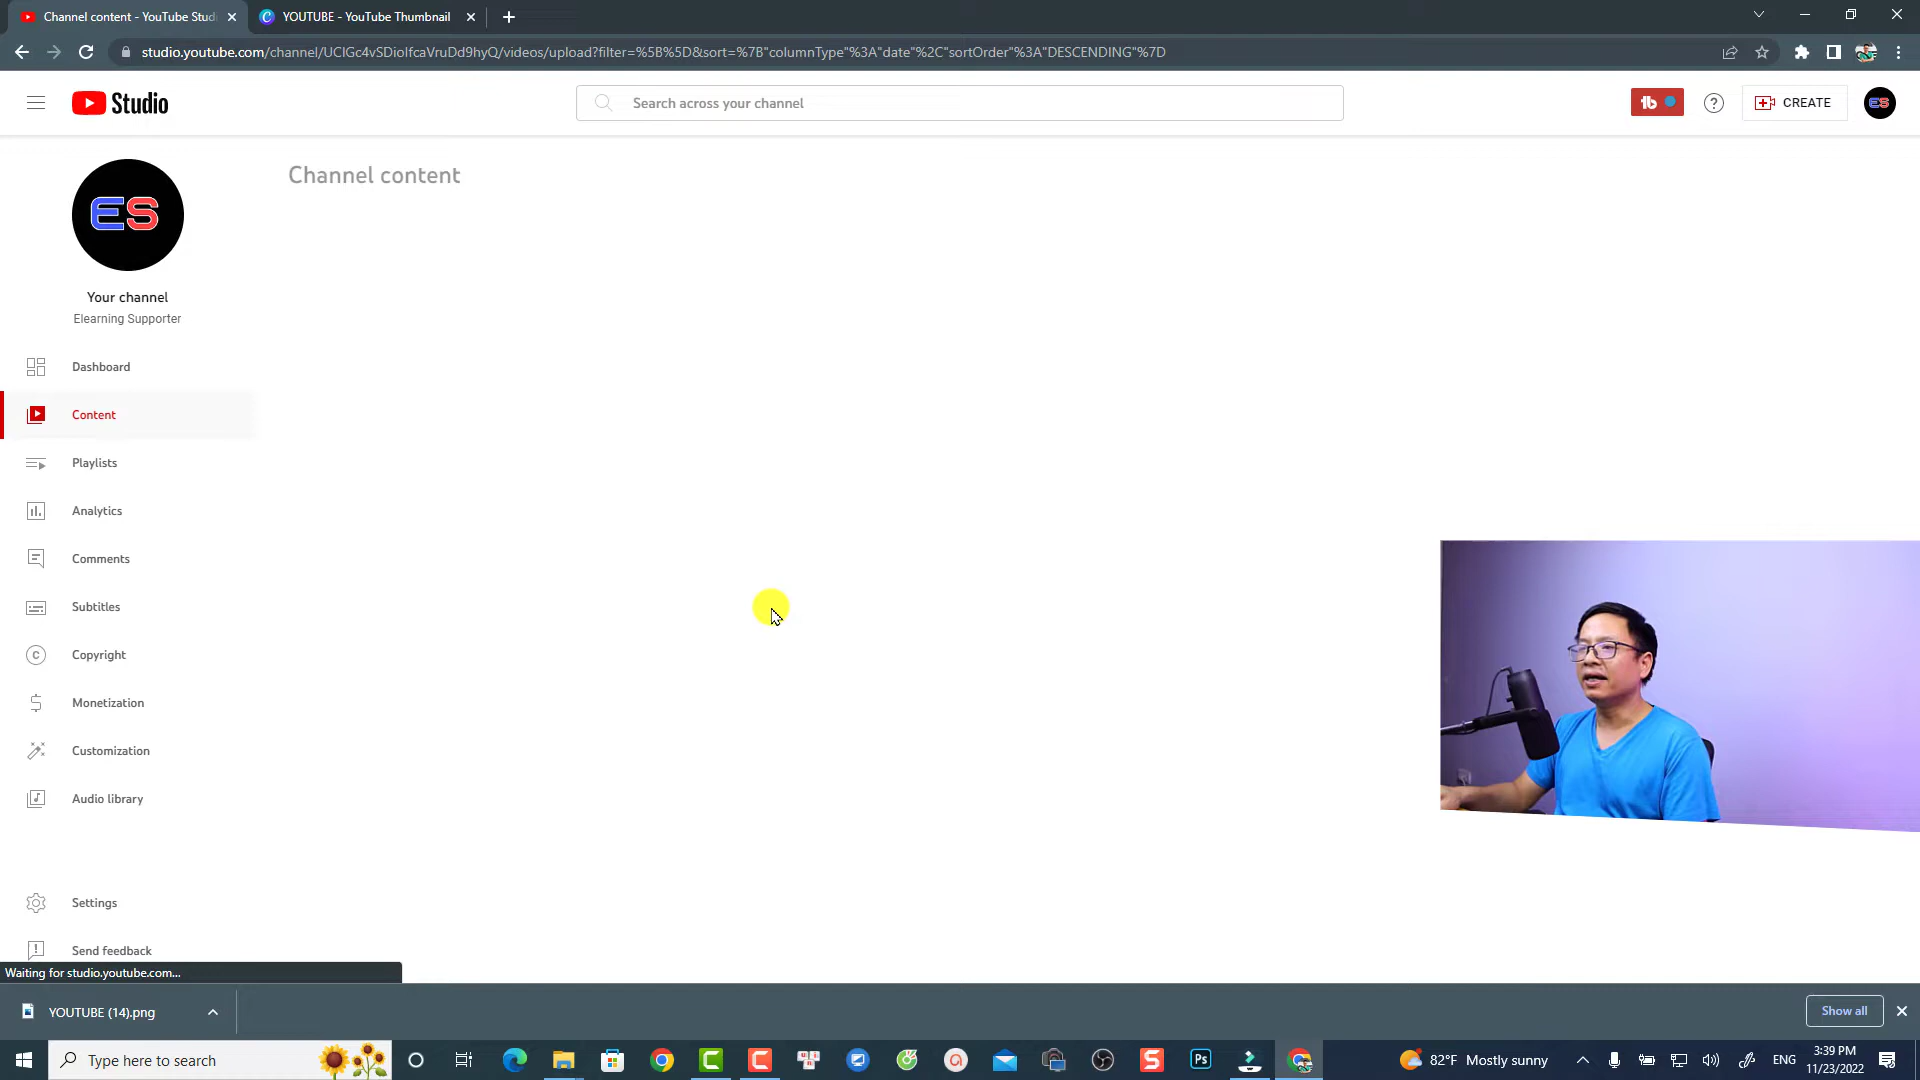 Channel content - YouTube Studi
YOUTUBE - YouTube Thumbnail
studio.youtube.com/channel/UCIGc4vSDioIfcaVruDd9hyQ/videos/upload?filter=%5B%5D&sort=%7B"columnType"%3A"date"%2C"sortOrder"%3A"DESCENDING"%7D
Studio
Search across your channel
CREATE
ES
Channel content
ES
Your channel
Elearning Supporter
Dashboard
Content
Playlists
Analytics
Comments
Subtitles
Copyright
Monetization
Customization
Audio library
Settings
Send feedback
Waiting for studio.youtube.com...
YOUTUBE (14).png
Show all
Type here to search
Ps
82°F Mostly sunny
ENG
3:39 PM
11/23/2022